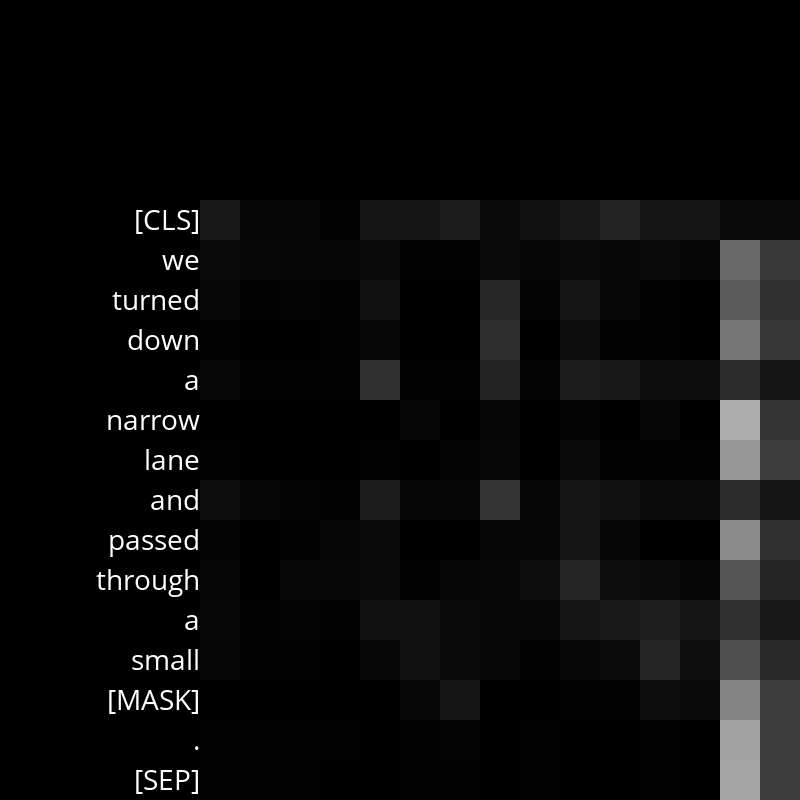 [CLS]
we
turned
down
a
narrow
lane
and
passed
through
a
small
[MASK]
.
[SEP]